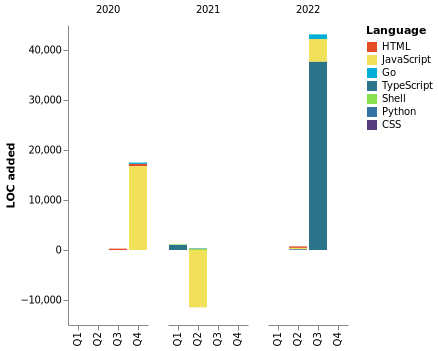 2020 2021 2022
Language
HTML
JavaScript
Go
TypeScript
Shell
Python
CSS
LOC added
40,000
30,000
20,000
10,000
0
−10,000
Q1 Q2 Q3 Q4 Q1 Q2 Q3 Q4 Q1 Q2 Q3 Q4